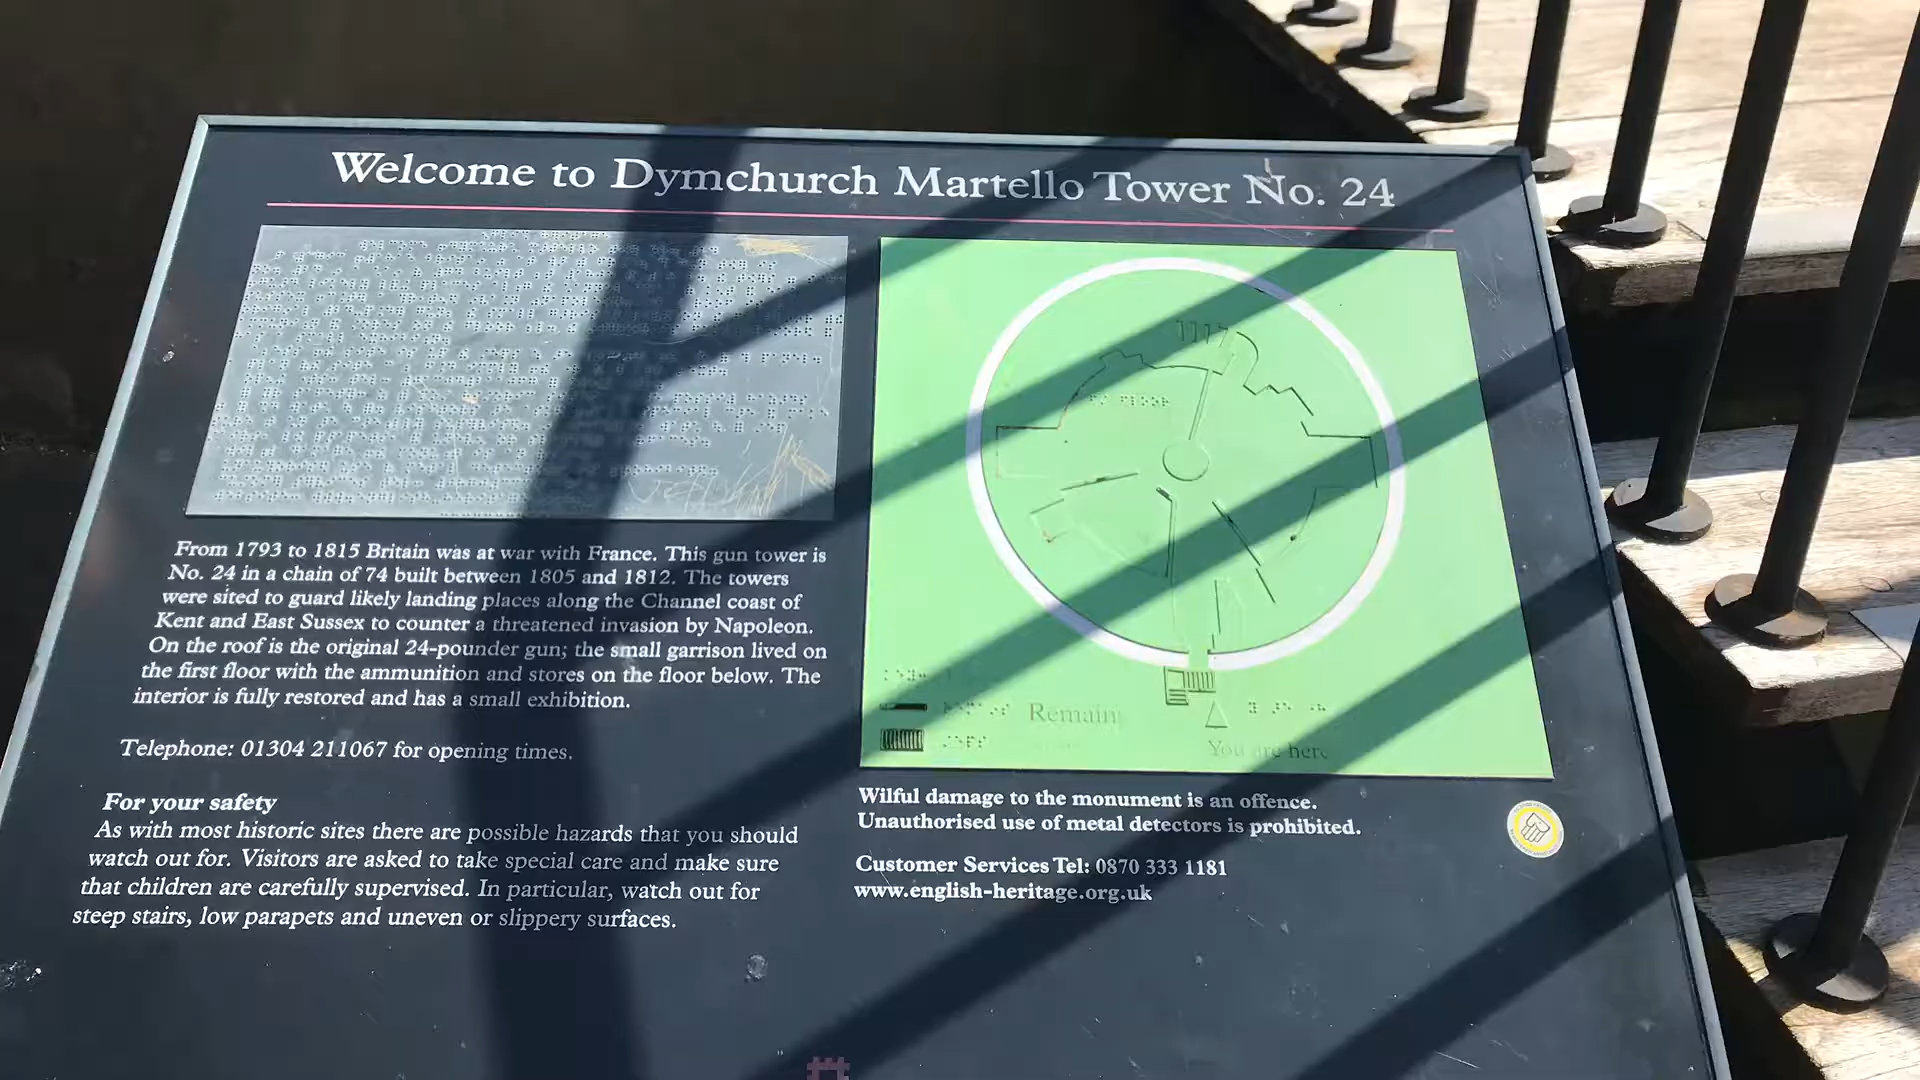 Welcome to Dymchurch Martello Tower No. 24
From 1793 to 1815 Britain was at war with France. This gun tower is
No. 24 in a chain of 74 built between 1805 and 1812. The towers
were sited to guard likely landing places along the Channel coast of
Kent and East Sussex to counter a threatened invasion by Napoleon.
On the roof is the original 24-pounder gun; the small garrison lived on
the first floor with the ammunition and stores on the floor below. The
interior is fully restored and has a small exhibition.
Telephone: 01304 211067 for opening times.
For your safety
As with most historic sites there are possible hazards that you should
watch out for. Visitors are asked to take special care and make sure
that children are carefully supervised. In particular, watch out for
steep stairs, low parapets and uneven or slippery surfaces.
Remain
You are here
Wilful damage to the monument is an offence.
Unauthorised use of metal detectors is prohibited.
Customer Services Tel: 0870 333 1181
www.english-heritage.org.uk